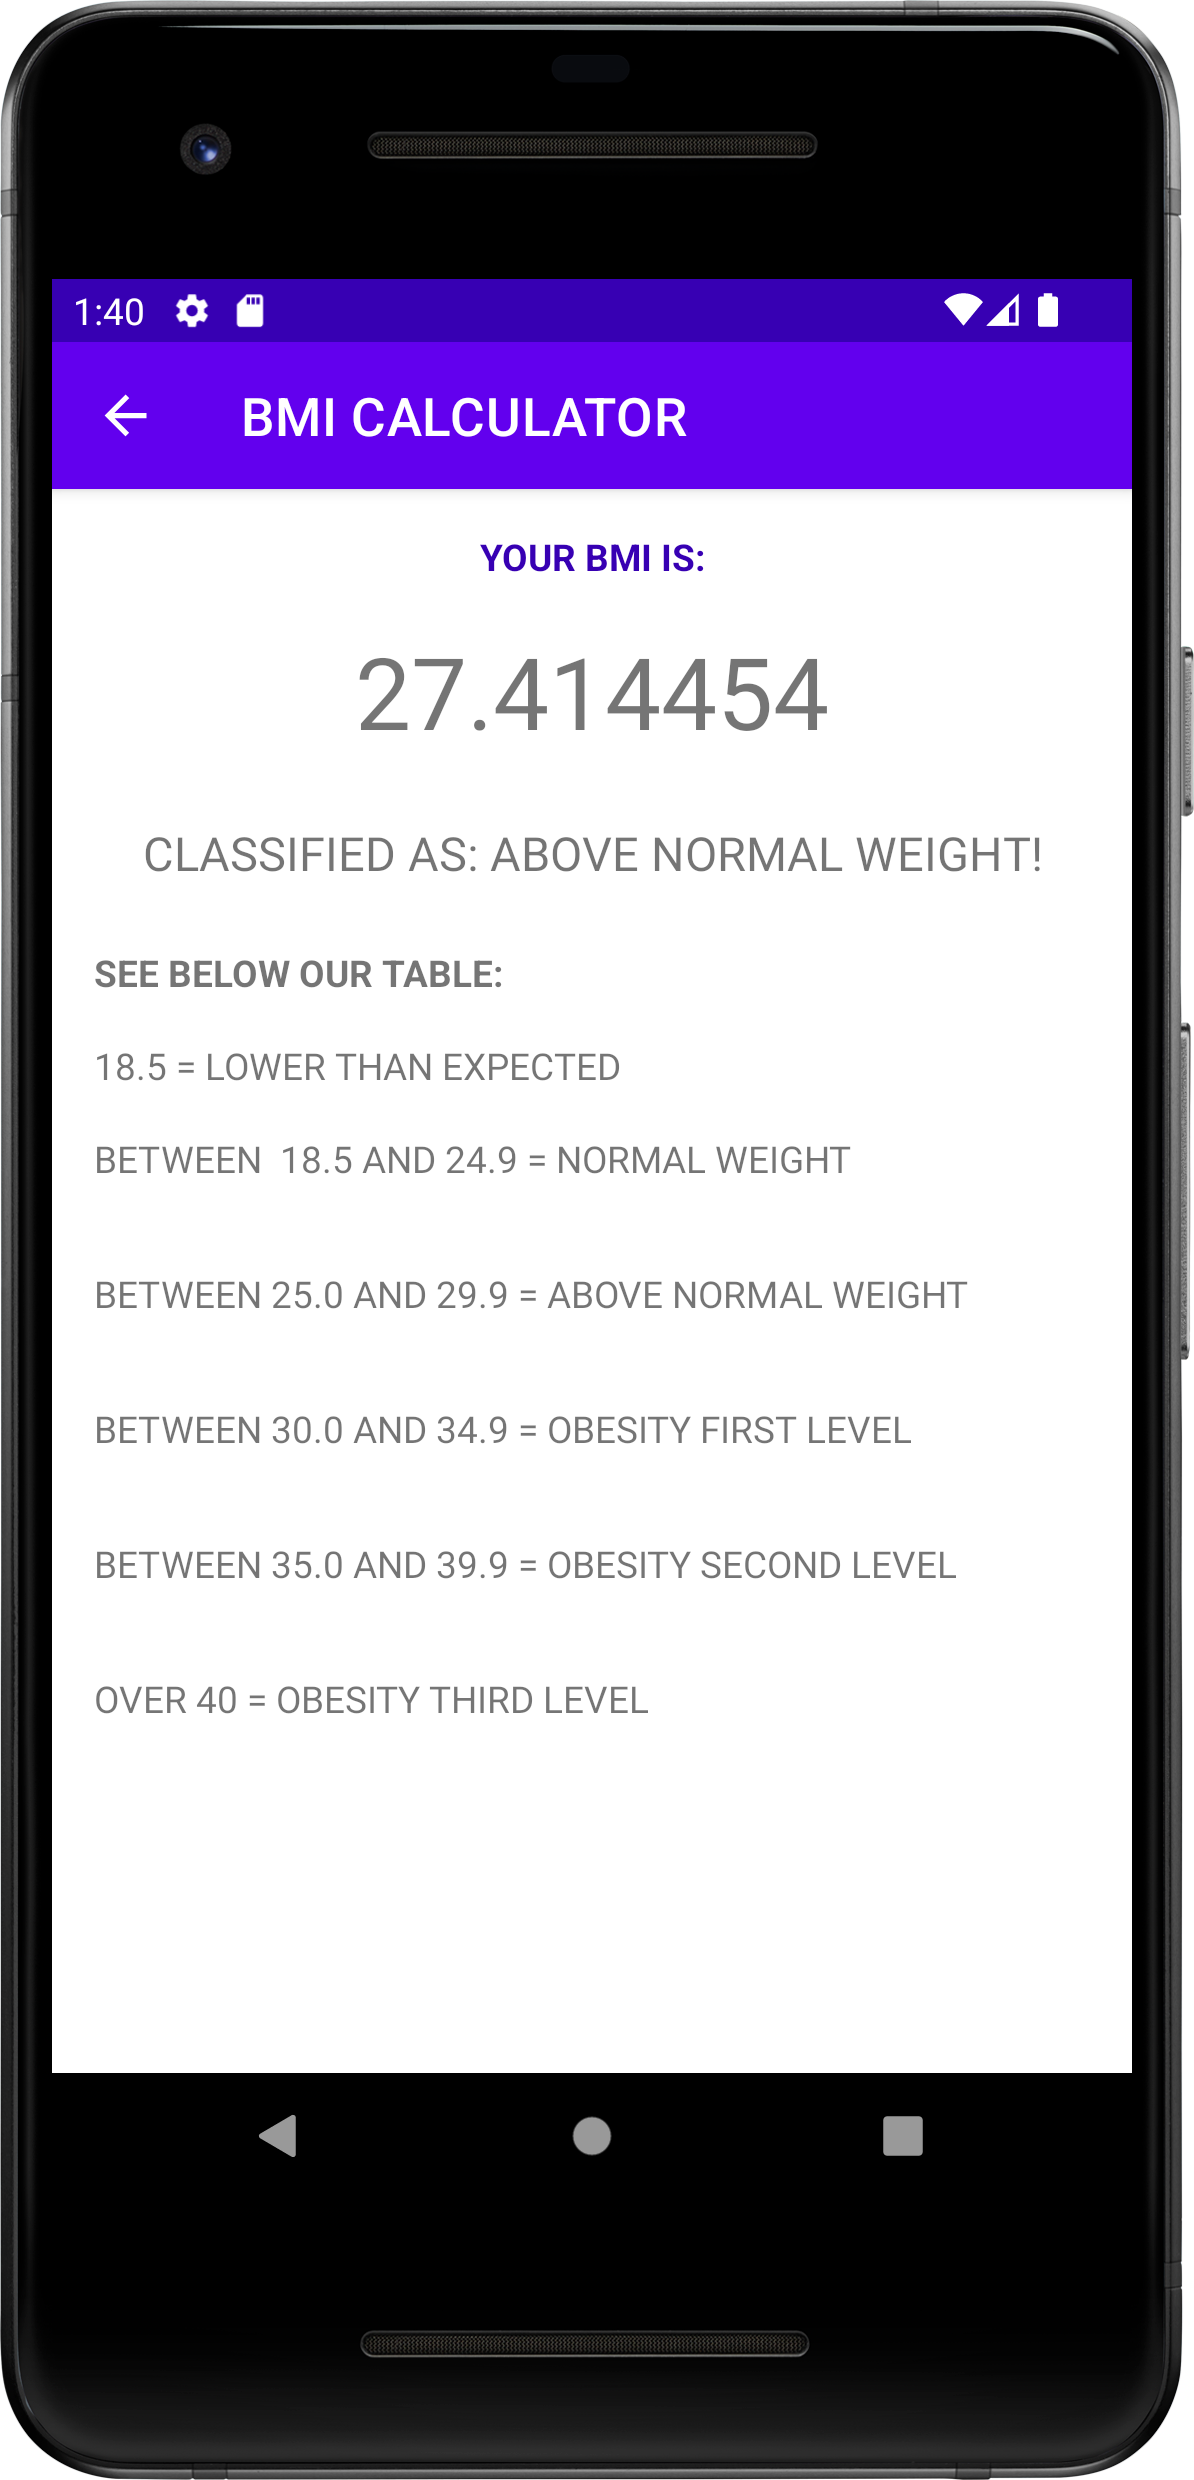 1:40
BMI CALCULATOR
YOUR BMI IS:
27.414454
CLASSIFIED AS: ABOVE NORMAL WEIGHT!
SEE BELOW OUR TABLE:
18.5 = LOWER THAN EXPECTED
BETWEEN  18.5 AND 24.9 = NORMAL WEIGHT
BETWEEN 25.0 AND 29.9 = ABOVE NORMAL WEIGHT
BETWEEN 30.0 AND 34.9 = OBESITY FIRST LEVEL
BETWEEN 35.0 AND 39.9 = OBESITY SECOND LEVEL
OVER 40 = OBESITY THIRD LEVEL